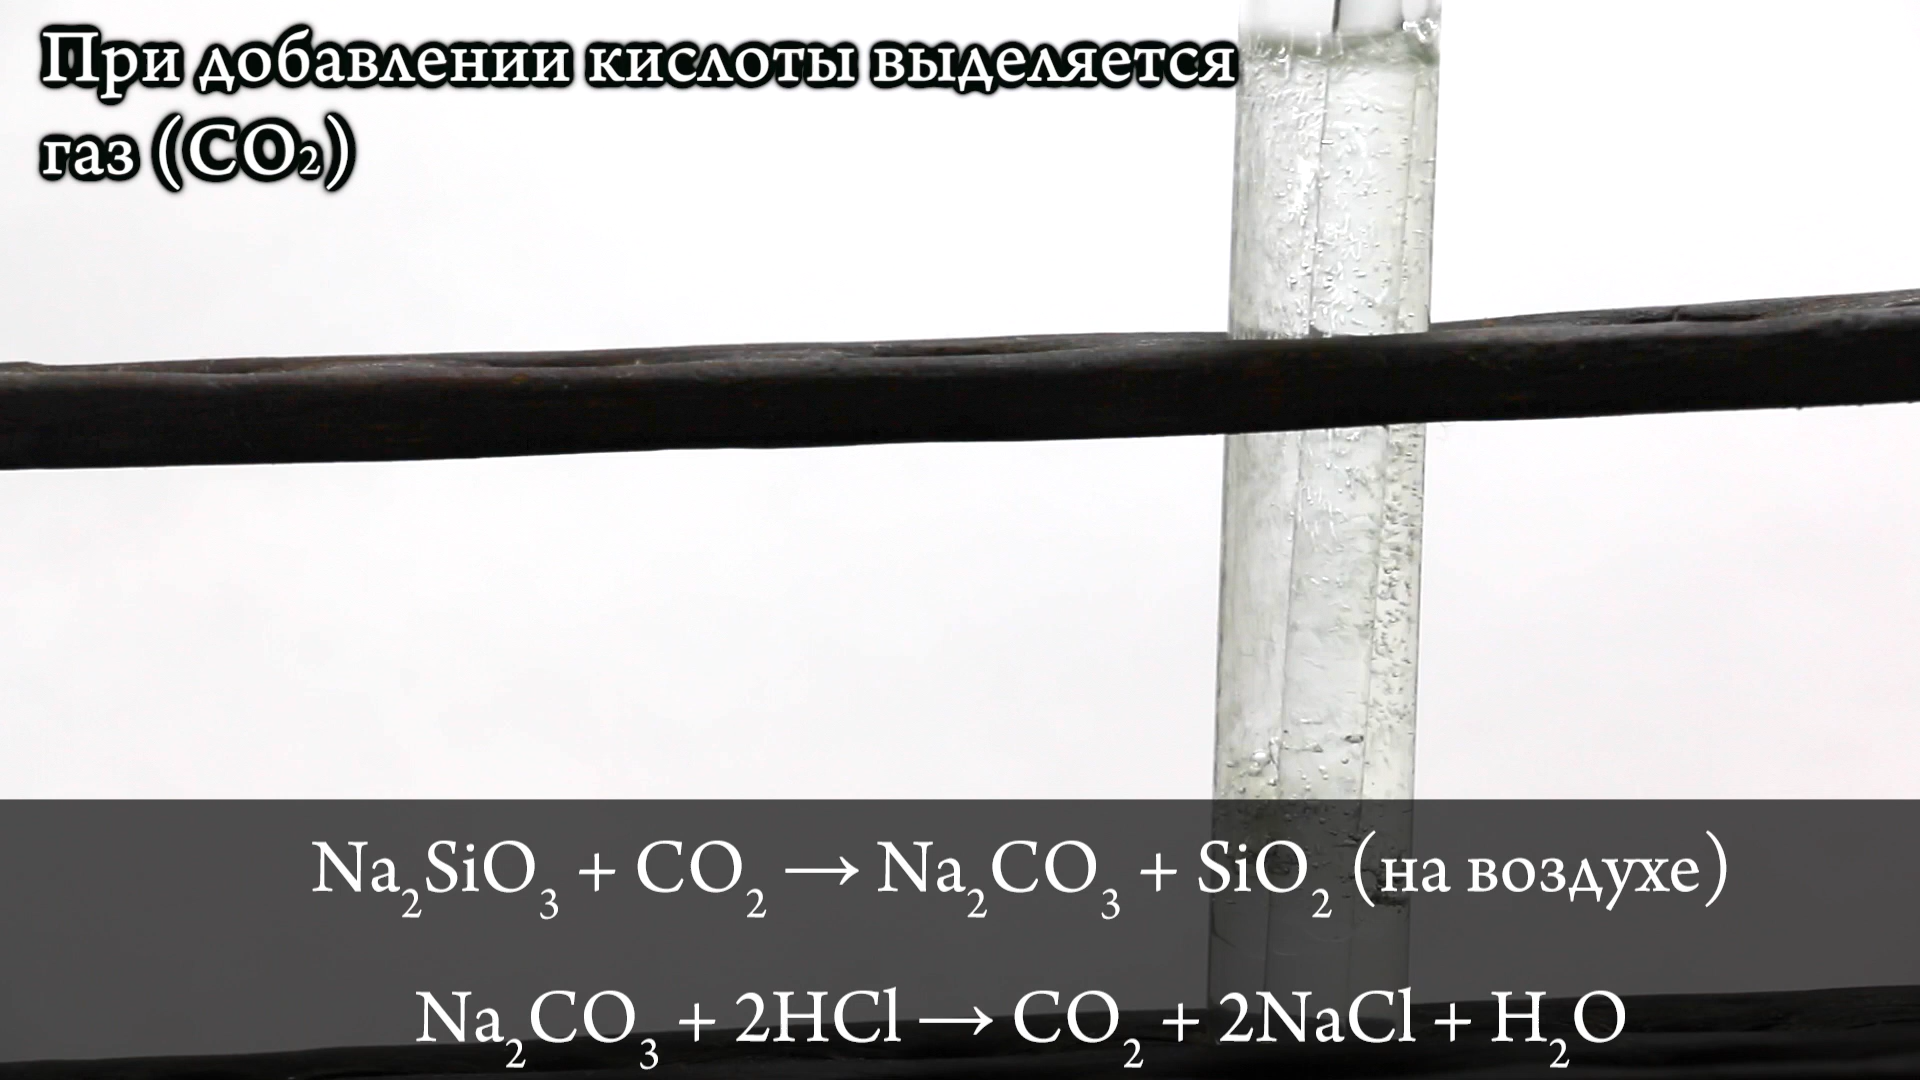 При добавлении кислоты выделяется
газ (CO₂)
Na₂SiO₃ + CO₂ → Na₂CO₃ + SiO₂ (на воздухе)
Na₂CO₃ + 2HCl → CO₂ + 2NaCl + H₂O